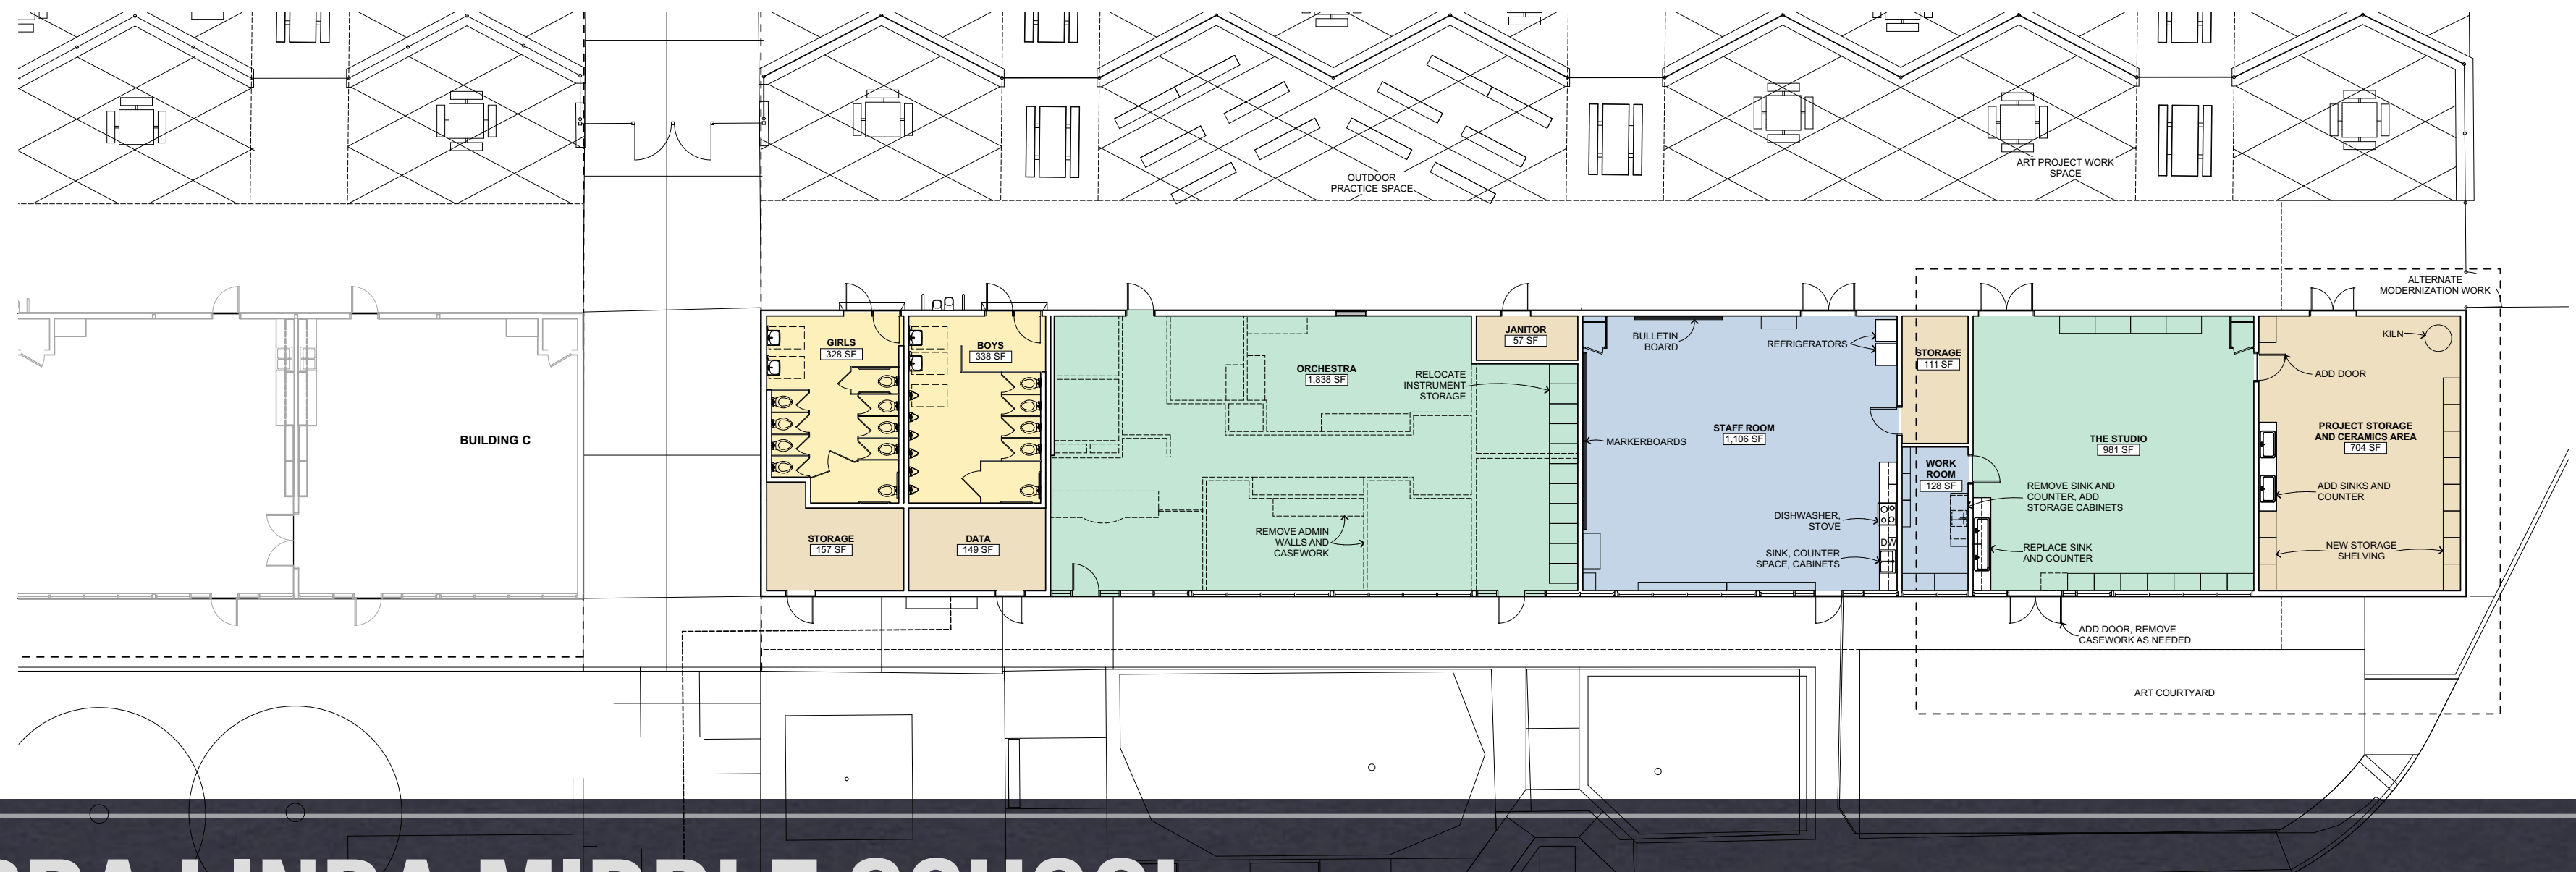 OUTDOOR
PRACTICE SPACE
ART PROJECT WORK
SPACE
ALTERNATE
MODERNIZATION WORK
BUILDING C
GIRLS
328 SF
BOYS
338 SF
STORAGE
157 SF
DATA
149 SF
ORCHESTRA
1,838 SF
RELOCATE
INSTRUMENT
STORAGE
REMOVE ADMIN
WALLS AND
CASEWORK
JANITOR
57 SF
BULLETIN
BOARD
REFRIGERATORS
MARKERBOARDS
STAFF ROOM
1,106 SF
DISHWASHER,
STOVE
DW
SINK, COUNTER
SPACE, CABINETS
STORAGE
111 SF
WORK
ROOM
128 SF
THE STUDIO
981 SF
REMOVE SINK AND
COUNTER, ADD
STORAGE CABINETS
REPLACE SINK
AND COUNTER
ADD DOOR, REMOVE
CASEWORK AS NEEDED
KILN
ADD DOOR
PROJECT STORAGE
AND CERAMICS AREA
704 SF
ADD SINKS AND
COUNTER
NEW STORAGE
SHELVING
ART COURTYARD
LINDA MIDDLE SCHOOL